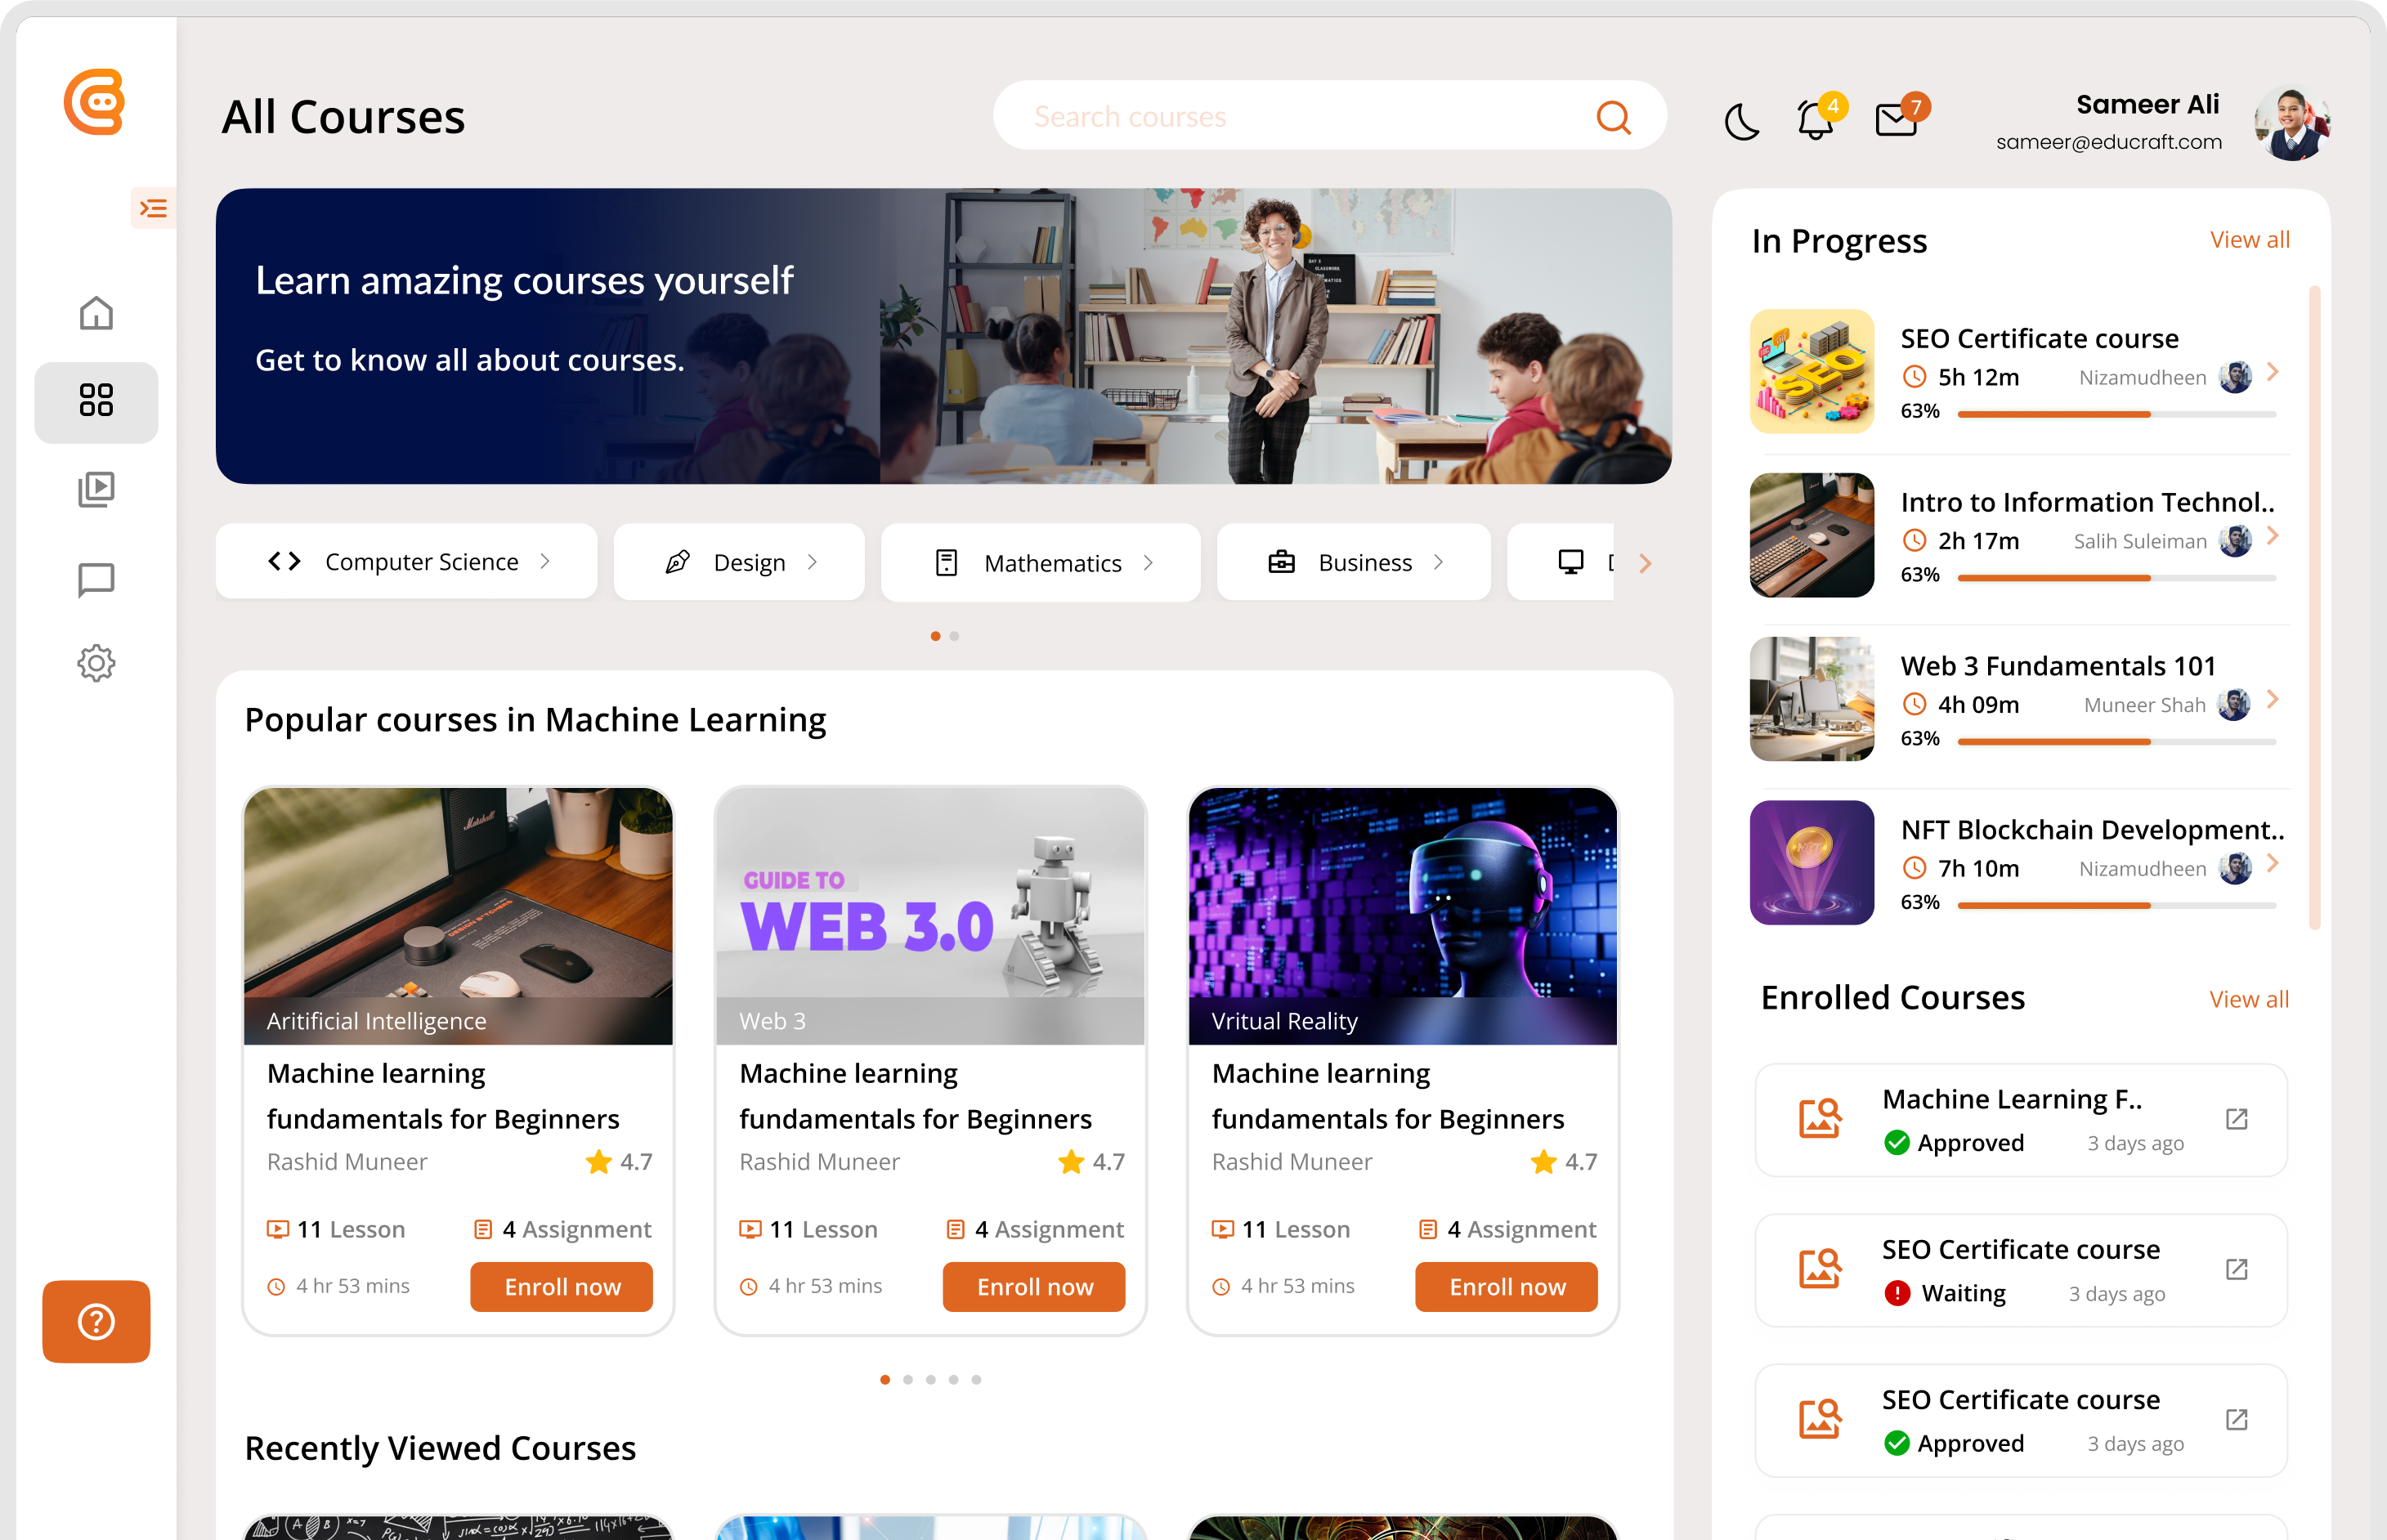 All Courses
Search courses
4
7
Sameer Ali
sameer@educraft.com
Learn amazing courses yourself
Get to know all about courses.
Computer Science
Design
Mathematics
Business
Popular courses in Machine Learning
Marshall
Aritificial Intelligence
Machine learning
fundamentals for Beginners
Rashid Muneer
4.7
11 Lesson
4 Assignment
4 hr 53 mins
Enroll now
GUIDE TO
WEB 3.0
Web 3
Machine learning
fundamentals for Beginners
Rashid Muneer
4.7
11 Lesson
4 Assignment
4 hr 53 mins
Enroll now
Vritual Reality
Machine learning
fundamentals for Beginners
Rashid Muneer
4.7
11 Lesson
4 Assignment
4 hr 53 mins
Enroll now
Recently Viewed Courses
In Progress
View all
SEO
SEO Certificate course
5h 12m
Nizamudheen
63%
Intro to Information Technol..
2h 17m
Salih Suleiman
63%
Web 3 Fundamentals 101
4h 09m
Muneer Shah
63%
NFT Blockchain Development..
7h 10m
Nizamudheen
63%
Enrolled Courses
View all
Machine Learning F..
Approved
3 days ago
SEO Certificate course
Waiting
3 days ago
SEO Certificate course
Approved
3 days ago